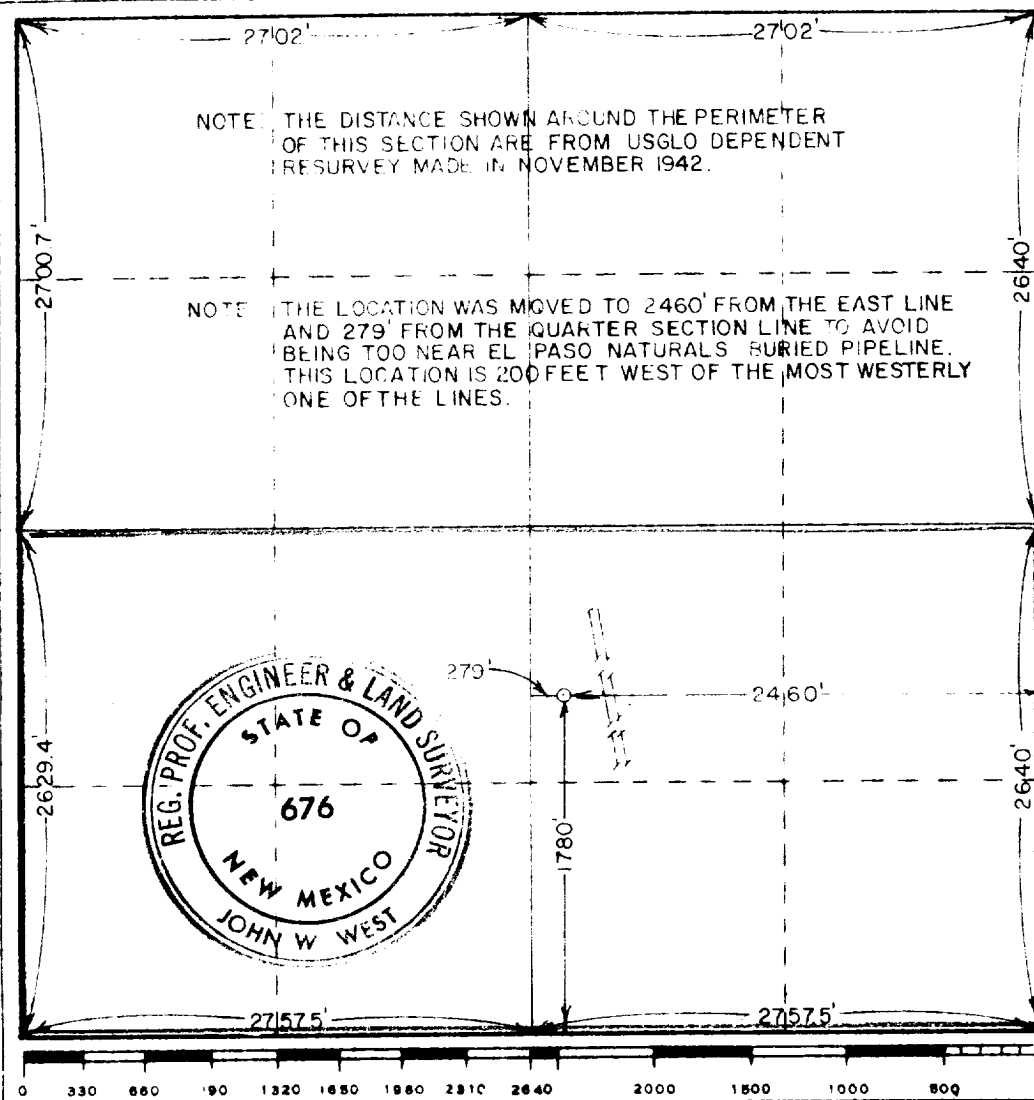 2702'
2702'
NOTE: THE DISTANCE SHOWN AROUND THE PERIMETER
OF THIS SECTION ARE FROM USGLO DEPENDENT
RESURVEY MADE IN NOVEMBER 1942.
2700.7'
2640'
NOTE THE LOCATION WAS MOVED TO 2460' FROM THE EAST LINE
AND 279' FROM THE QUARTER SECTION LINE TO AVOID
BEING TOO NEAR EL PASO NATURALS BURIED PIPELINE.
THIS LOCATION IS 200 FEET WEST OF THE MOST WESTERLY
ONE OF THE LINES.
279'
2460'
REG. PROF. ENGINEER & LAND SURVEYOR
STATE OF
676
NEW MEXICO
JOHN W WEST
2629.4'
1780'
2640'
2757.5'
2757.5'
0 330 660 '90 1320 1650 1980 2310 2640 2000 1500 1000 500